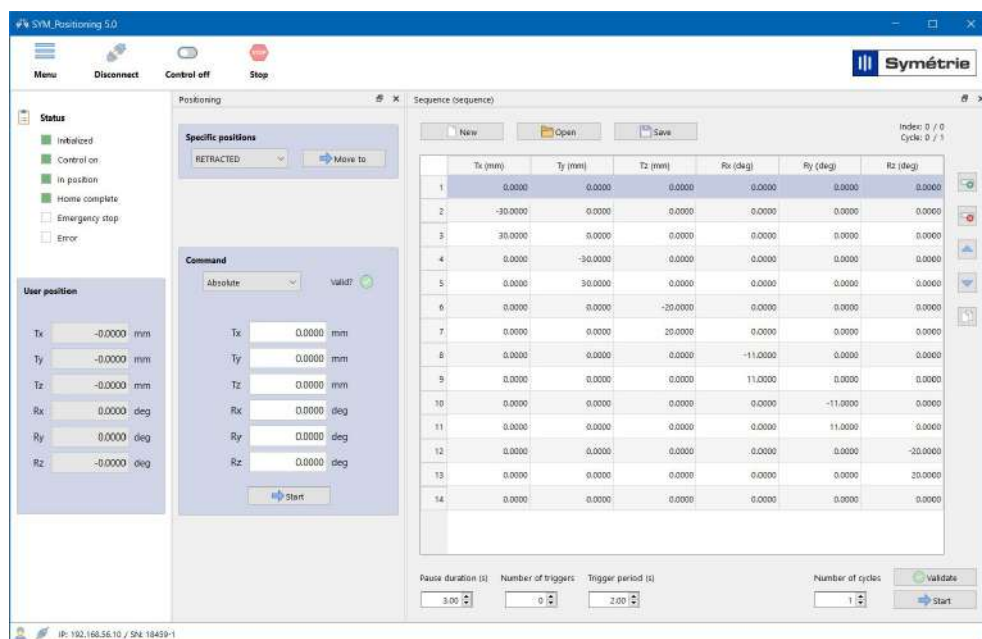 SYM_Positioning 5.0
Menu Disconnect Control off Stop
Symétrie
Positioning
Sequence (sequence)
Status
Initialized
Control on
In position
Home complete
Emergency stop
Error
User position
Tx -0.0000 mm
Ty -0.0000 mm
Tz -0.0000 mm
Rx 0.0000 deg
Ry 0.0000 deg
Rz -0.0000 deg
Specific positions
RETRACTED Move to
Command
Absolute Valid?
Tx 0.0000 mm
Ty 0.0000 mm
Tz 0.0000 mm
Rx 0.0000 deg
Ry 0.0000 deg
Rz 0.0000 deg
Start
New Open Save
Index: 0 / 0
Cycle: 0 / 1
Tx (mm) Ty (mm) Tz (mm) Rx (deg) Ry (deg) Rz (deg)
1 0.0000 0.0000 0.0000 0.0000 0.0000 0.0000
2 -30.0000 0.0000 0.0000 0.0000 0.0000 0.0000
3 30.0000 0.0000 0.0000 0.0000 0.0000 0.0000
4 0.0000 -30.0000 0.0000 0.0000 0.0000 0.0000
5 0.0000 30.0000 0.0000 0.0000 0.0000 0.0000
6 0.0000 0.0000 -20.0000 0.0000 0.0000 0.0000
7 0.0000 0.0000 20.0000 0.0000 0.0000 0.0000
8 0.0000 0.0000 0.0000 -11.0000 0.0000 0.0000
9 0.0000 0.0000 0.0000 11.0000 0.0000 0.0000
10 0.0000 0.0000 0.0000 0.0000 -11.0000 0.0000
11 0.0000 0.0000 0.0000 0.0000 11.0000 0.0000
12 0.0000 0.0000 0.0000 0.0000 0.0000 -20.0000
13 0.0000 0.0000 0.0000 0.0000 0.0000 20.0000
14 0.0000 0.0000 0.0000 0.0000 0.0000 0.0000
Pause duration (s) Number of triggers Trigger period (s) Number of cycles Validate
3.00 0 2.00 1 Start
IP: 192.168.56.10 / SN: 18459-1